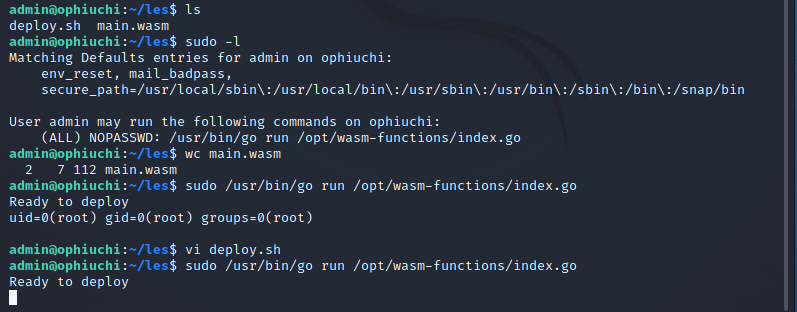 admin@ophiuchi:~/les$ ls
deploy.sh  main.wasm
admin@ophiuchi:~/les$ sudo -l
Matching Defaults entries for admin on ophiuchi:
    env_reset, mail_badpass,
    secure_path=/usr/local/sbin\:/usr/local/bin\:/usr/sbin\:/usr/bin\:/sbin\:/bin\:/snap/bin

User admin may run the following commands on ophiuchi:
    (ALL) NOPASSWD: /usr/bin/go run /opt/wasm-functions/index.go
admin@ophiuchi:~/les$ wc main.wasm
  2   7 112 main.wasm
admin@ophiuchi:~/les$ sudo /usr/bin/go run /opt/wasm-functions/index.go
Ready to deploy
uid=0(root) gid=0(root) groups=0(root)

admin@ophiuchi:~/les$ vi deploy.sh
admin@ophiuchi:~/les$ sudo /usr/bin/go run /opt/wasm-functions/index.go
Ready to deploy